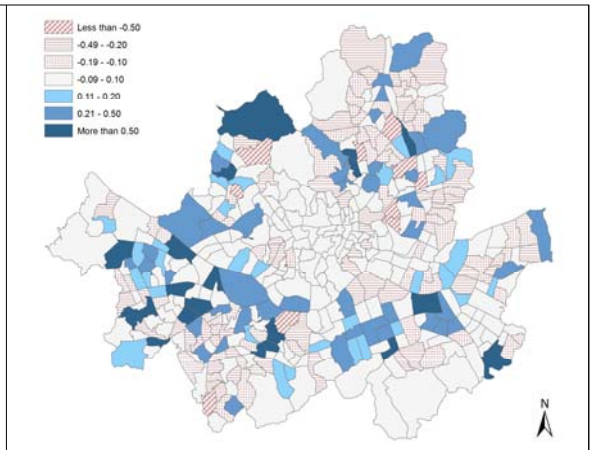 Less than -0.50
-0.49 - -0.20
-0.19 - -0.10
-0.09 - 0.10
0.11 - 0.20
0.21 - 0.50
More than 0.50
N